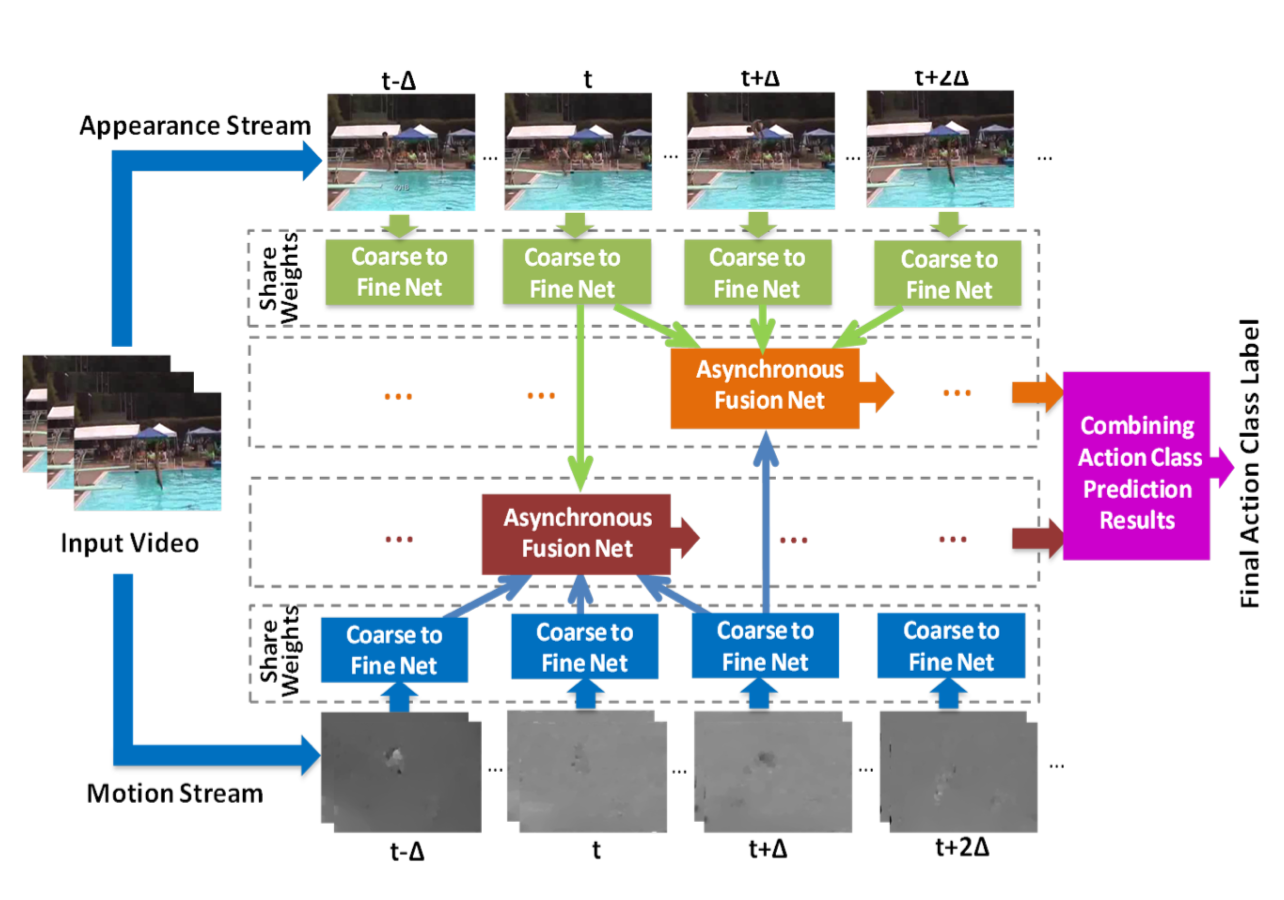 t-Δ
t
t+Δ
t+2Δ
Appearance Stream
...
...
...
...
Share
Weights
Coarse to
Fine Net
Coarse to
Fine Net
Coarse to
Fine Net
Coarse to
Fine Net
...
...
Asynchronous
Fusion Net
...
Input Video
...
Asynchronous
Fusion Net
...
...
Combining
Action Class
Prediction
Results
Final Action Class Label
Share
Weights
Coarse to
Fine Net
Coarse to
Fine Net
Coarse to
Fine Net
Coarse to
Fine Net
Motion Stream
...
...
...
...
t-Δ
t
t+Δ
t+2Δ